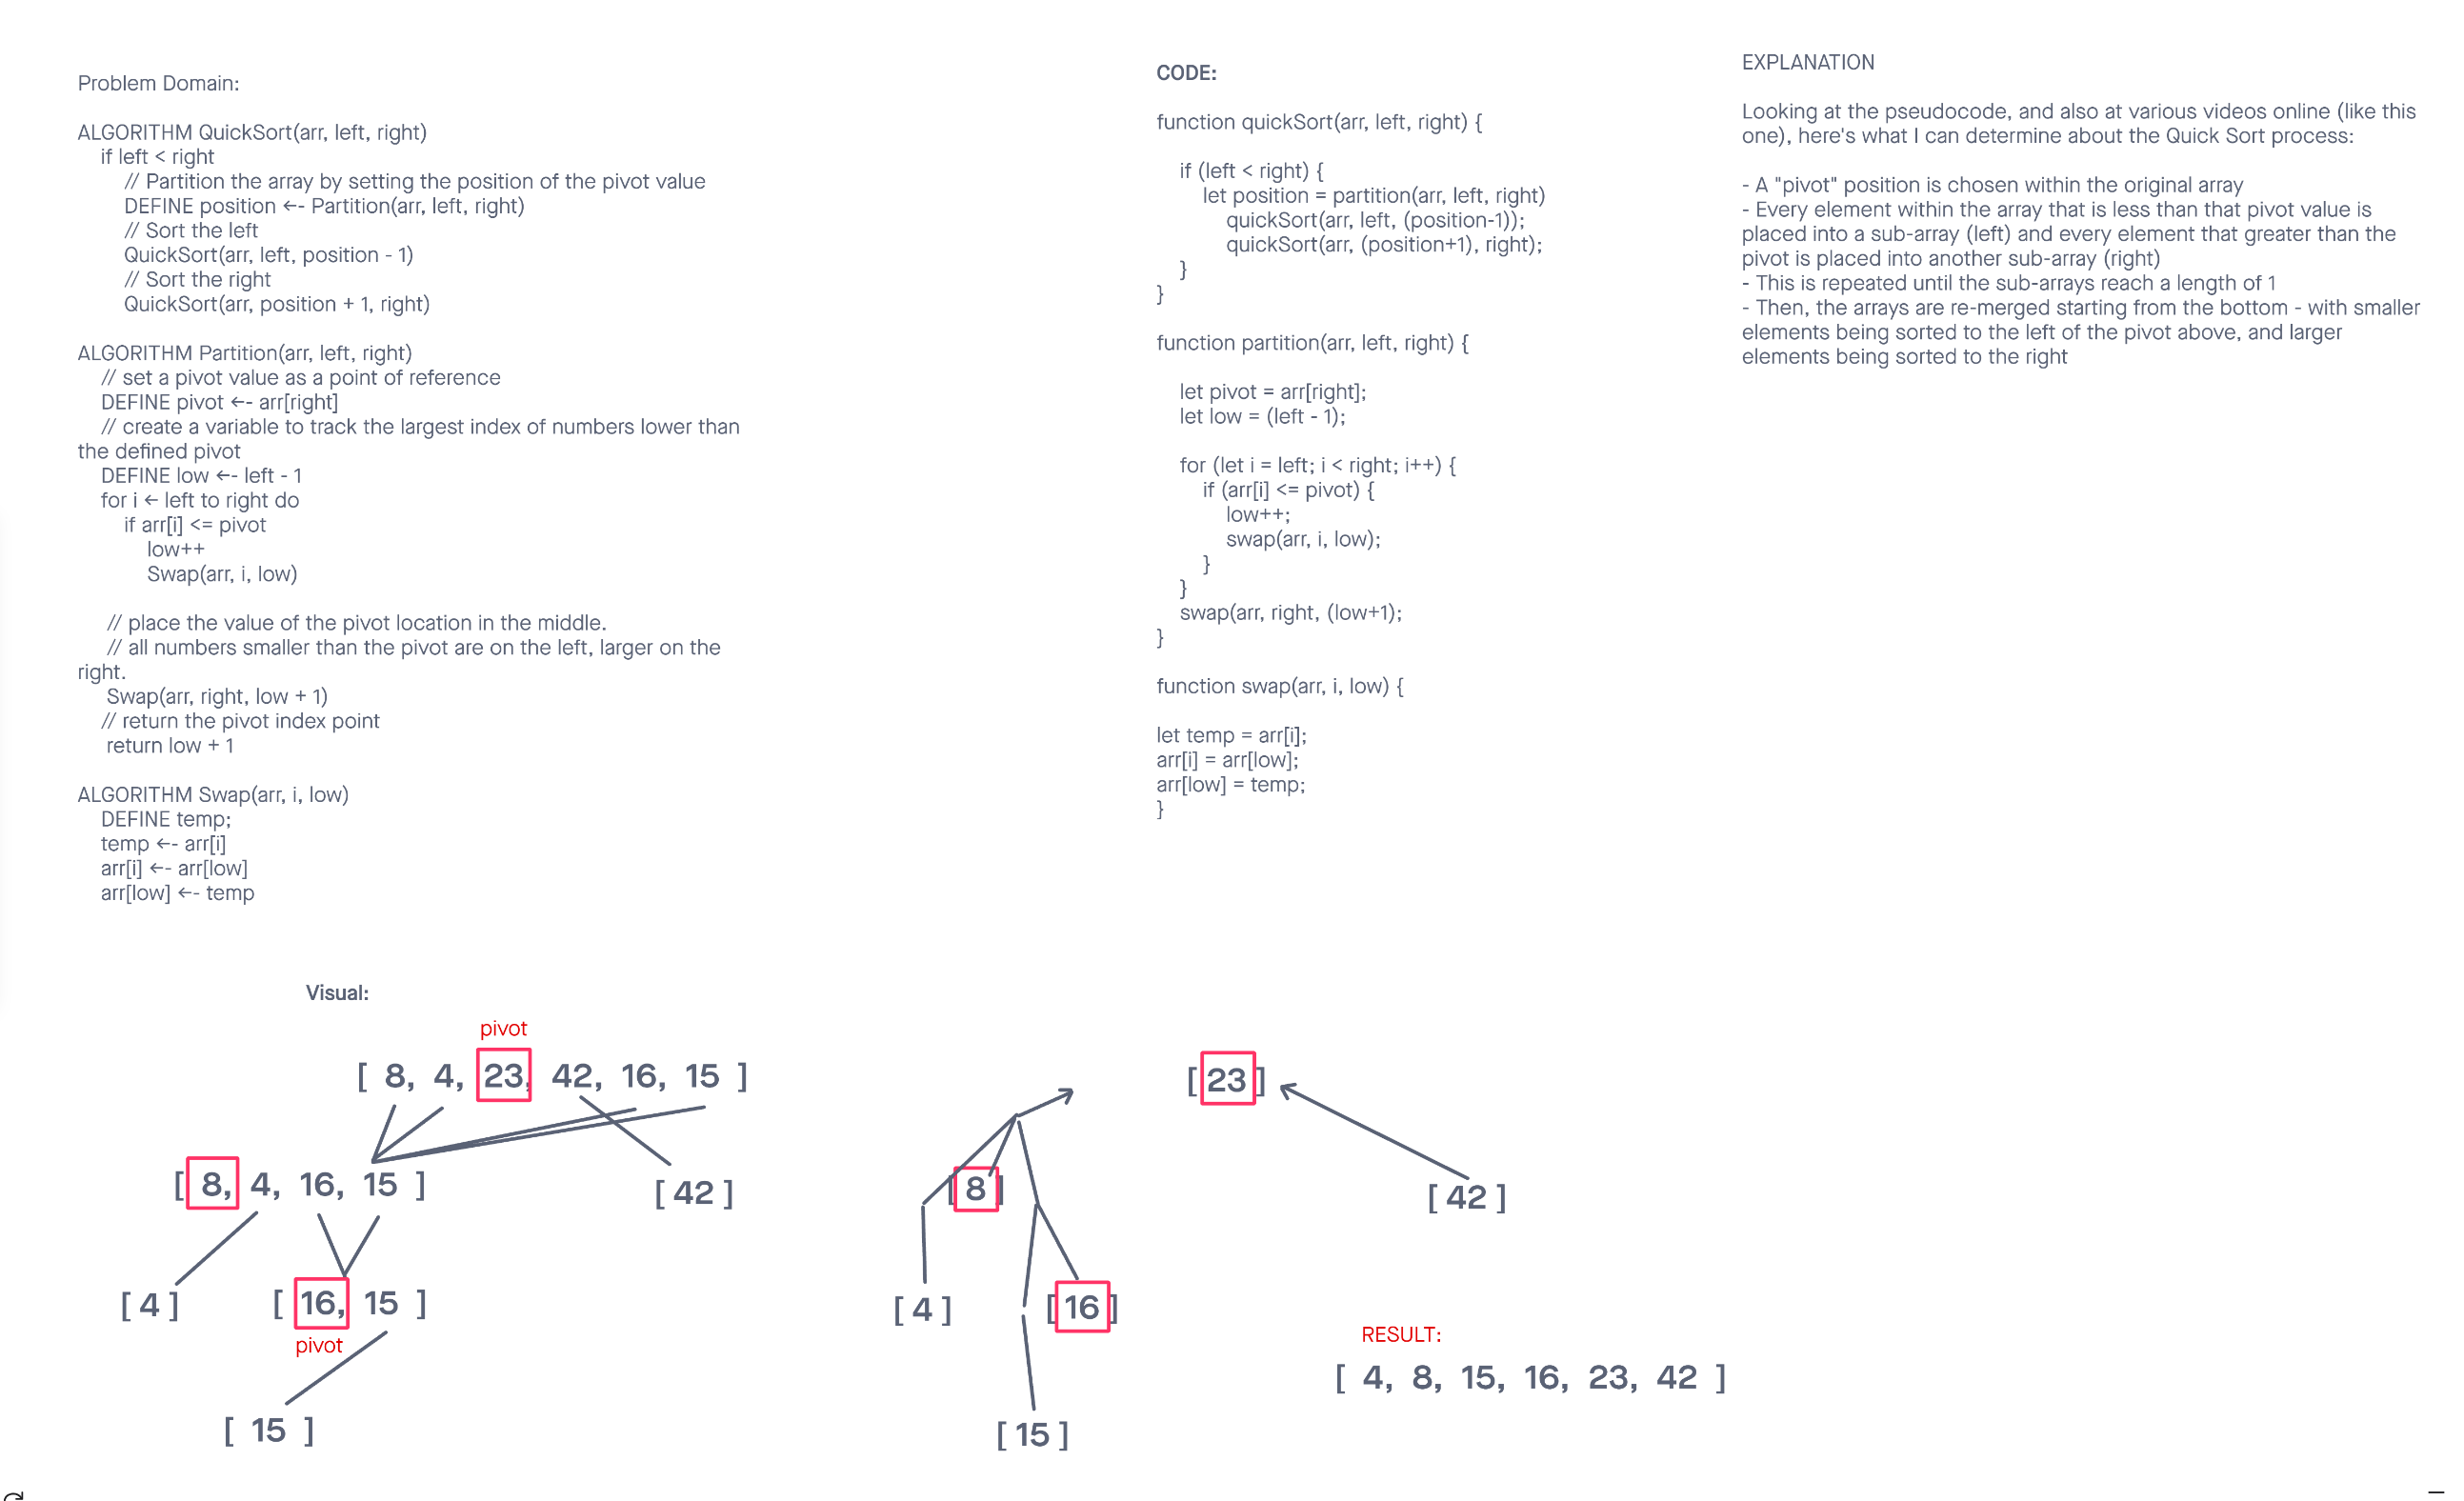 Problem Domain:
ALGORITHM QuickSort(arr, left, right)
if left < right
// Partition the array by setting the position of the pivot value
DEFINE position <-- Partition(arr, left, right)
// Sort the left
QuickSort(arr, left, position - 1)
// Sort the right
QuickSort(arr, position + 1, right)
ALGORITHM Partition(arr, left, right)
// set a pivot value as a point of reference
DEFINE pivot <-- arr[right]
// create a variable to track the largest index of numbers lower than
the defined pivot
DEFINE low <-- left - 1
for i <- left to right do
if arr[i] <= pivot
low++
Swap(arr, i, low)
// place the value of the pivot location in the middle.
// all numbers smaller than the pivot are on the left, larger on the
right.
Swap(arr, right, low + 1)
// return the pivot index point
return low + 1
ALGORITHM Swap(arr, i, low)
DEFINE temp;
temp <-- arr[i]
arr[i] <-- arr[low]
arr[low] <-- temp
CODE:
function quickSort(arr, left, right) {
if (left < right) {
let position = partition(arr, left, right)
quickSort(arr, left, (position-1));
quickSort(arr, (position+1), right);
}
}
function partition(arr, left, right) {
let pivot = arr[right];
let low = (left - 1);
for (let i = left; i < right; i++) {
if (arr[i] <= pivot) {
low++;
swap(arr, i, low);
}
}
swap(arr, right, (low+1);
}
function swap(arr, i, low) {
let temp = arr[i];
arr[i] = arr[low];
arr[low] = temp;
}
EXPLANATION
Looking at the pseudocode, and also at various videos online (like this
one), here's what I can determine about the Quick Sort process:
- A "pivot" position is chosen within the original array
- Every element within the array that is less than that pivot value is
placed into a sub-array (left) and every element that greater than the
pivot is placed into another sub-array (right)
- This is repeated until the sub-arrays reach a length of 1
- Then, the arrays are re-merged starting from the bottom - with smaller
elements being sorted to the left of the pivot above, and larger
elements being sorted to the right
Visual:
pivot
[ 8, 4, 23, 42, 16, 15 ]
[ 8, 4, 16, 15 ]
[ 42 ]
[ 4 ]
[ 16, 15 ]
pivot
[ 15 ]
[ 23 ]
[ 8 ]
[ 42 ]
[ 4 ]
[ 16 ]
[ 15 ]
RESULT:
[ 4, 8, 15, 16, 23, 42 ]